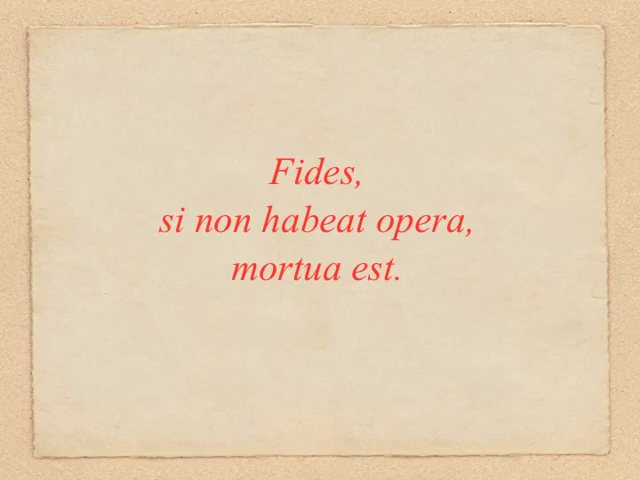 Fides,
si non habeat opera,
mortua est.